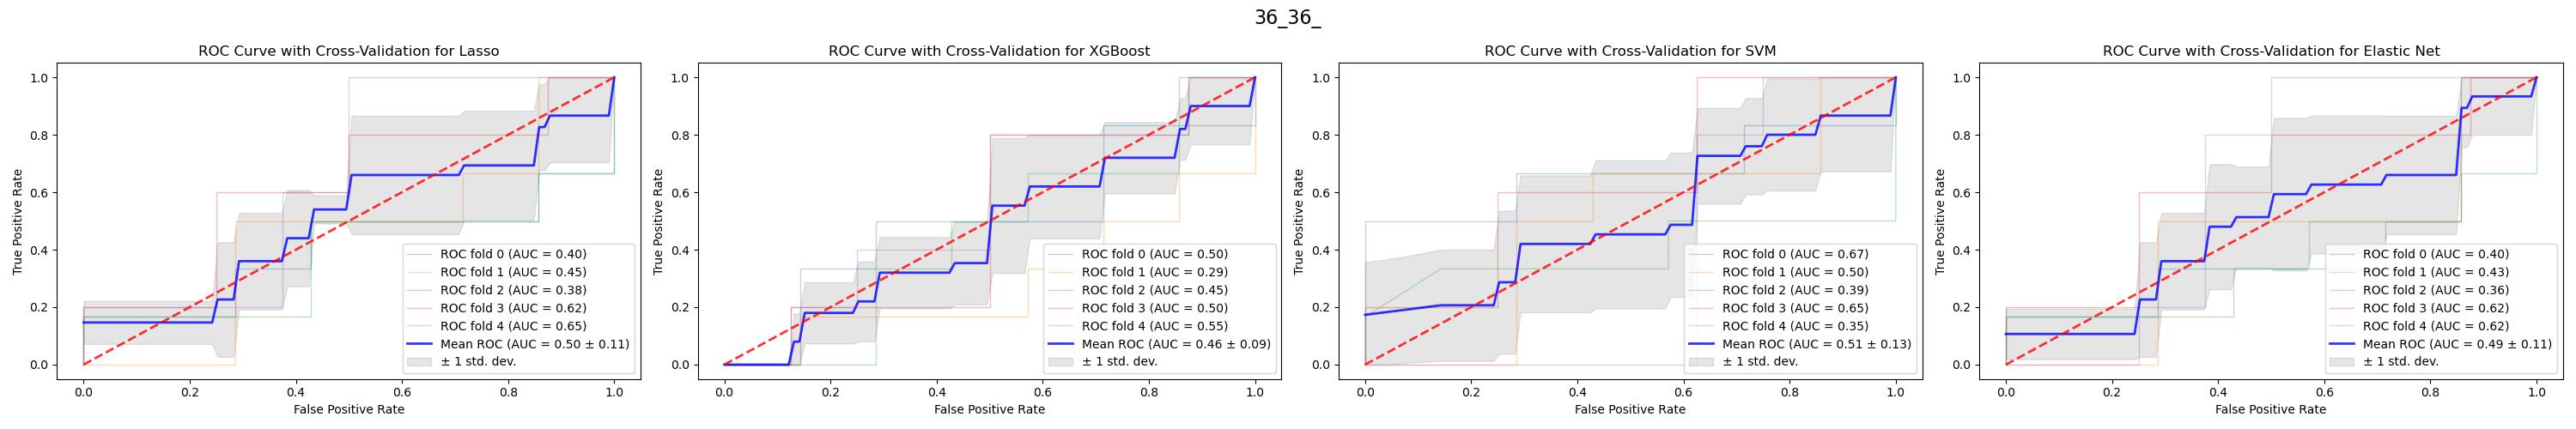 36_36_
ROC Curve with Cross-Validation for Lasso
1.0
0.8
0.6
0.4
0.2
0.0
True Positive Rate
ROC fold 0 (AUC = 0.40)
ROC fold 1 (AUC = 0.45)
ROC fold 2 (AUC = 0.38)
ROC fold 3 (AUC = 0.62)
ROC fold 4 (AUC = 0.65)
Mean ROC (AUC = 0.50 ± 0.11)
± 1 std. dev.
0.0 0.2 0.4 0.6 0.8 1.0
False Positive Rate
ROC Curve with Cross-Validation for XGBoost
1.0
0.8
0.6
0.4
0.2
0.0
True Positive Rate
ROC fold 0 (AUC = 0.50)
ROC fold 1 (AUC = 0.29)
ROC fold 2 (AUC = 0.45)
ROC fold 3 (AUC = 0.50)
ROC fold 4 (AUC = 0.55)
Mean ROC (AUC = 0.46 ± 0.09)
± 1 std. dev.
0.0 0.2 0.4 0.6 0.8 1.0
False Positive Rate
ROC Curve with Cross-Validation for SVM
1.0
0.8
0.6
0.4
0.2
0.0
True Positive Rate
ROC fold 0 (AUC = 0.67)
ROC fold 1 (AUC = 0.50)
ROC fold 2 (AUC = 0.39)
ROC fold 3 (AUC = 0.65)
ROC fold 4 (AUC = 0.35)
Mean ROC (AUC = 0.51 ± 0.13)
± 1 std. dev.
0.0 0.2 0.4 0.6 0.8 1.0
False Positive Rate
ROC Curve with Cross-Validation for Elastic Net
1.0
0.8
0.6
0.4
0.2
0.0
True Positive Rate
ROC fold 0 (AUC = 0.40)
ROC fold 1 (AUC = 0.43)
ROC fold 2 (AUC = 0.36)
ROC fold 3 (AUC = 0.62)
ROC fold 4 (AUC = 0.62)
Mean ROC (AUC = 0.49 ± 0.11)
± 1 std. dev.
0.0 0.2 0.4 0.6 0.8 1.0
False Positive Rate